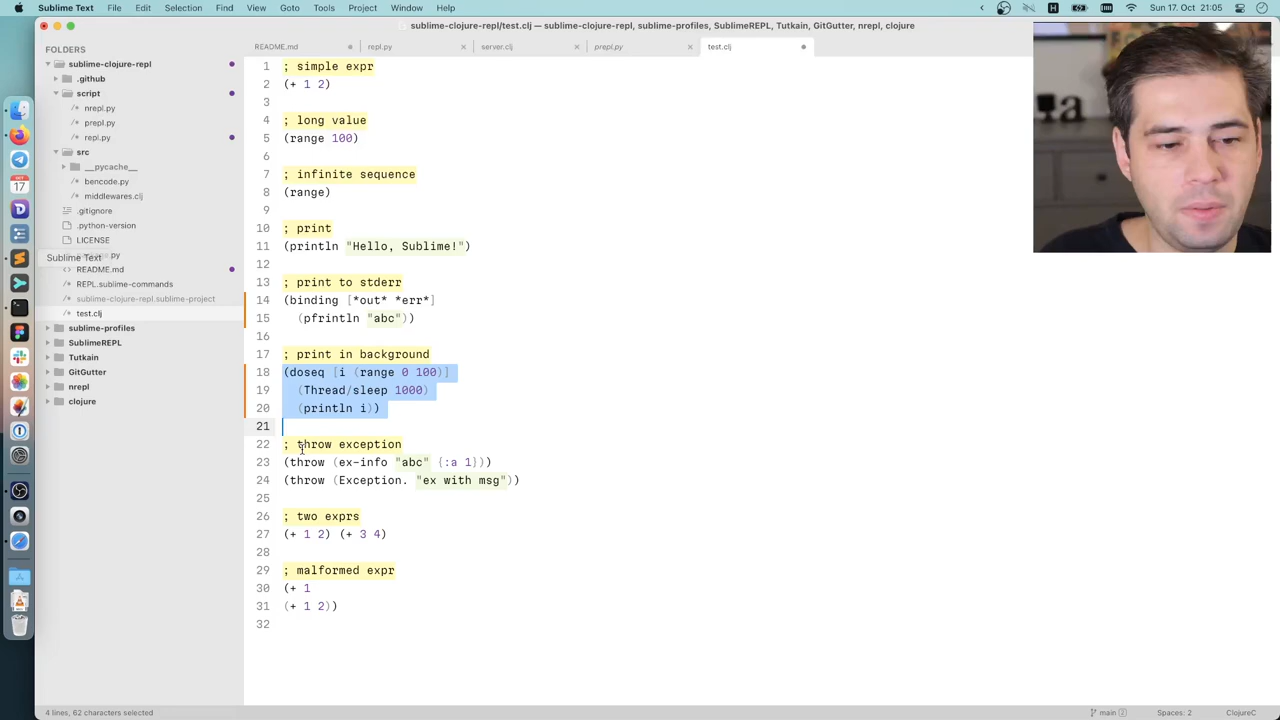 Sublime Text File Edit Selection Find View Goto Tools Project Window Help
Sun 17. Oct 21:05
sublime-clojure-repl/test.clj — sublime-clojure-repl, sublime-profiles, SublimeREPL, Tutkain, GitGutter, nrepl, clojure
FOLDERS
sublime-clojure-repl
.github
script
nrepl.py
prepl.py
repl.py
src
__pycache__
bencode.py
middlewares.clj
.gitignore
.python-version
LICENSE
Sublime Text .py
README.md
REPL.sublime-commands
sublime-clojure-repl.sublime-project
test.clj
sublime-profiles
SublimeREPL
Tutkain
GitGutter
nrepl
clojure
OCT
17
README.md repl.py server.clj prepl.py test.clj
1 ; simple expr
2 (+ 1 2)
3
4 ; long value
5 (range 100)
6
7 ; infinite sequence
8 (range)
9
10 ; print
11 (println "Hello, Sublime!")
12
13 ; print to stderr
14 (binding [*out* *err*]
15 (pfrintln "abc"))
16
17 ; print in background
18 (doseq [i (range 0 100)]
19 (Thread/sleep 1000)
20 (println i))
21
22 ; throw exception
23 (throw (ex-info "abc" {:a 1}))
24 (throw (Exception. "ex with msg"))
25
26 ; two exprs
27 (+ 1 2) (+ 3 4)
28
29 ; malformed expr
30 (+ 1
31 (+ 1 2))
32
4 lines, 62 characters selected
main 2 Spaces: 2 ClojureC